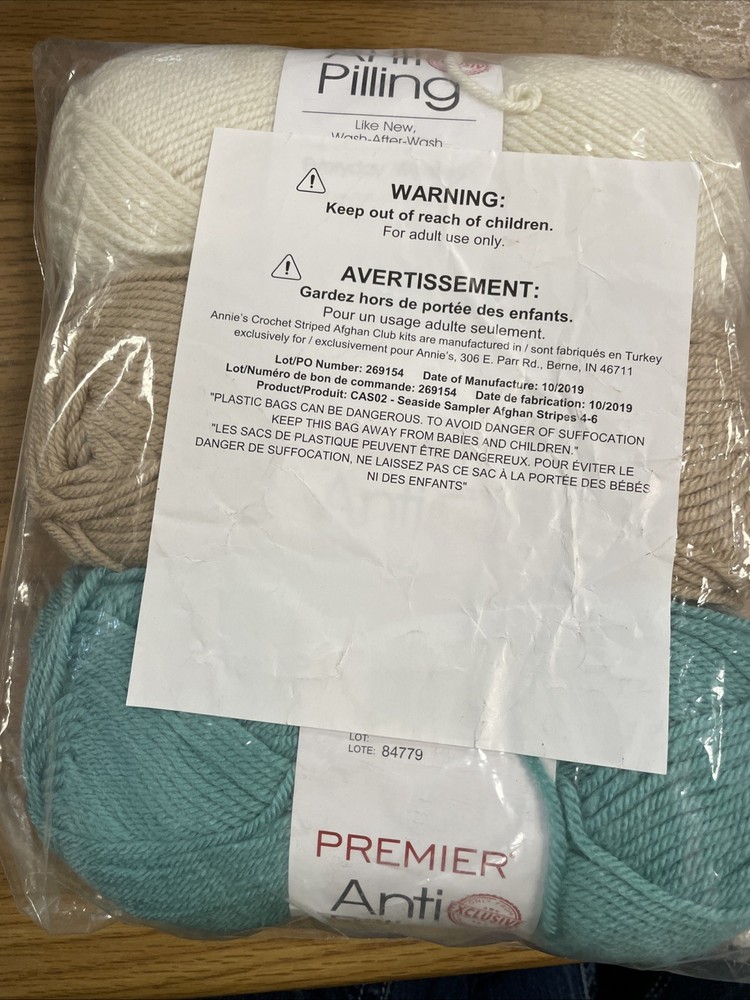 Anti
Pilling
Like New,
Wash-After-Wash
WARNING:
Keep out of reach of children.
For adult use only.
AVERTISSEMENT:
Gardez hors de portée des enfants.
Pour un usage adulte seulement.
Annie's Crochet Striped Afghan Club kits are manufactured in / sont fabriqués en Turkey
exclusively for / exclusivement pour Annie's, 306 E. Parr Rd., Berne, IN 46711
Lot/PO Number: 269154 Date of Manufacture: 10/2019
Lot/Numéro de bon de commande: 269154 Date de fabrication: 10/2019
Product/Produit: CAS02 - Seaside Sampler Afghan Stripes 4-6
"PLASTIC BAGS CAN BE DANGEROUS. TO AVOID DANGER OF SUFFOCATION
KEEP THIS BAG AWAY FROM BABIES AND CHILDREN."
"LES SACS DE PLASTIQUE PEUVENT ÊTRE DANGEREUX. POUR ÉVITER LE
DANGER DE SUFFOCATION, NE LAISSEZ PAS CE SAC À LA PORTÉE DES BÉBÉS
NI DES ENFANTS"
LOT:
LOTE: 84779
PREMIER
Anti
EXCLUSIVE